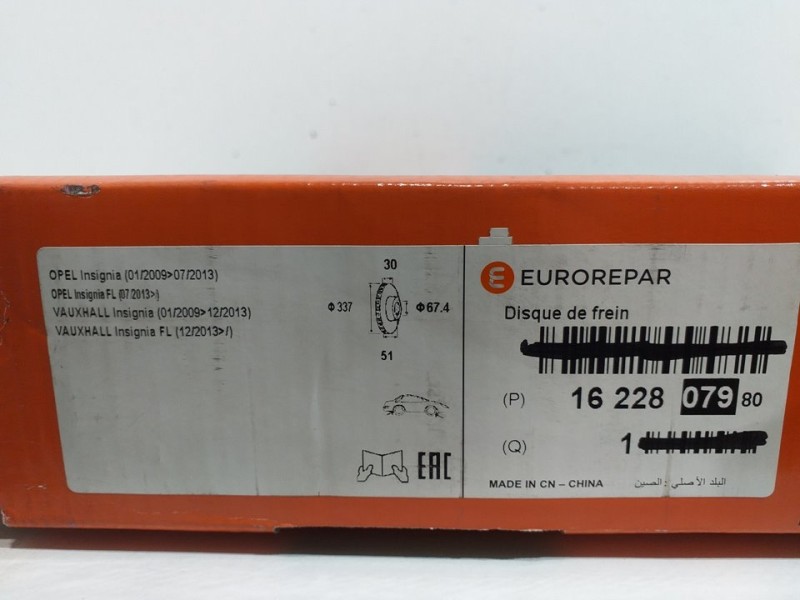 OPEL Insignia (01/2009>07/2013)
OPEL Insignia FL (07/2013>/)
VAUXHALL Insignia (01/2009>12/2013)
VAUXHALL Insignia FL (12/2013>/)
30
Φ 337
Φ 67.4
51
EAC
EUROREPAR
Disque de frein
(P) 16 228 079 80
(Q) 1
MADE IN CN – CHINA البلد الأصلي : الصين